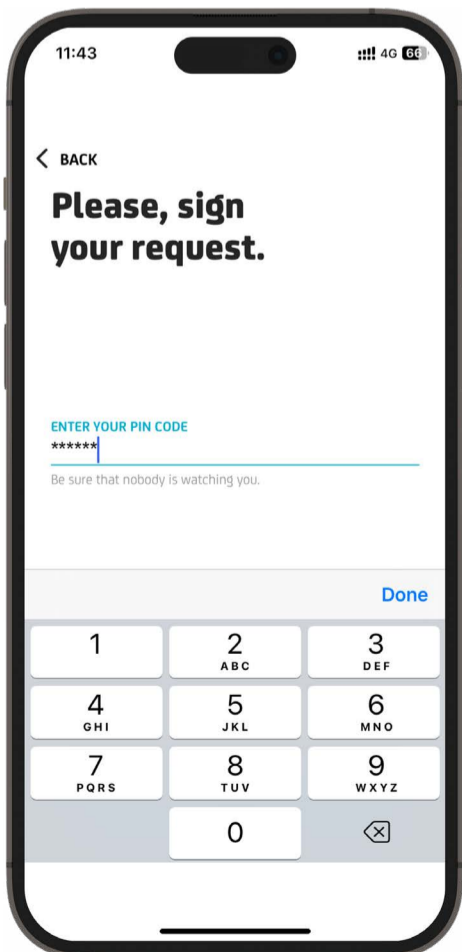 11:43
4G 66
BACK
Please, sign
your request.
ENTER YOUR PIN CODE
******
Be sure that nobody is watching you.
Done
1
2
ABC
3
DEF
4
GHI
5
JKL
6
MNO
7
PQRS
8
TUV
9
WXYZ
0